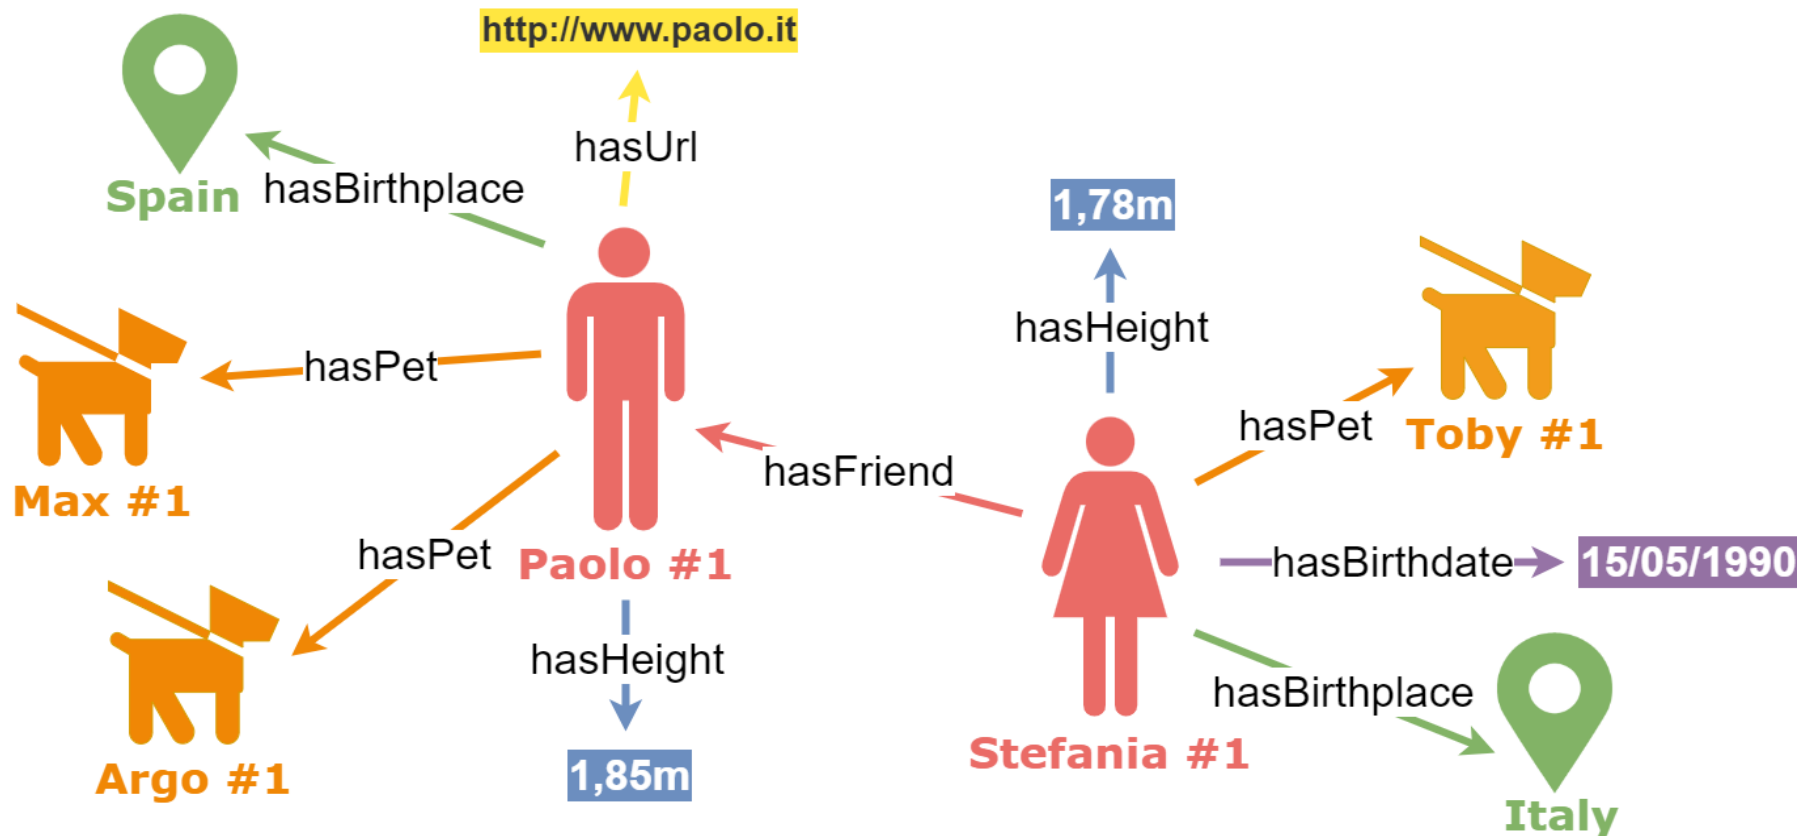 http://www.paolo.it
hasUrl
Spain
hasBirthplace
1,78m
hasHeight
hasPet
Max #1
hasPet
Toby #1
hasFriend
hasPet
Paolo #1
hasBirthdate
15/05/1990
hasHeight
hasBirthplace
Stefania #1
Argo #1
1,85m
Italy